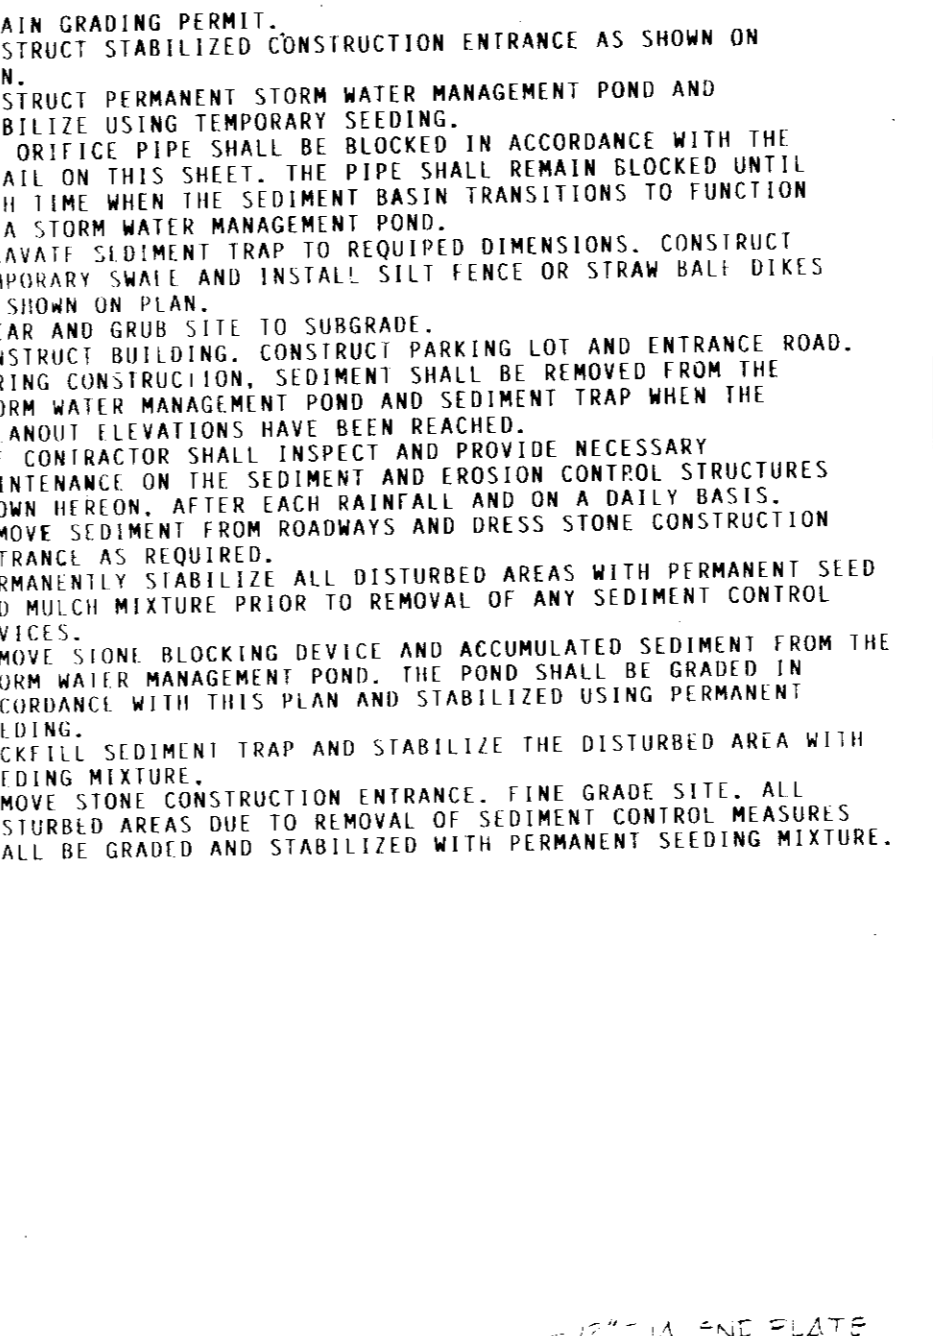 AIN GRADING PERMIT.
STRUCT STABILIZED CONSTRUCTION ENTRANCE AS SHOWN ON
N.
STRUCT PERMANENT STORM WATER MANAGEMENT POND AND
BILIZE USING TEMPORARY SEEDING.
ORIFICE PIPE SHALL BE BLOCKED IN ACCORDANCE WITH THE
AIL ON THIS SHEET. THE PIPE SHALL REMAIN BLOCKED UNTIL
H TIME WHEN THE SEDIMENT BASIN TRANSITIONS TO FUNCTION
A STORM WATER MANAGEMENT POND.
AVATE SEDIMENT TRAP TO REQUIRED DIMENSIONS. CONSTRUCT
MPORARY SWALE AND INSTALL SILT FENCE OR STRAW BALE DIKES
SHOWN ON PLAN.
EAR AND GRUB SITE TO SUBGRADE.
NSTRUCT BUILDING. CONSTRUCT PARKING LOT AND ENTRANCE ROAD.
RING CONSTRUCTION, SEDIMENT SHALL BE REMOVED FROM THE
ORM WATER MANAGEMENT POND AND SEDIMENT TRAP WHEN THE
ANOUT ELEVATIONS HAVE BEEN REACHED.
E CONTRACTOR SHALL INSPECT AND PROVIDE NECESSARY
INTENANCE ON THE SEDIMENT AND EROSION CONTROL STRUCTURES
OWN HEREON, AFTER EACH RAINFALL AND ON A DAILY BASIS.
MOVE SEDIMENT FROM ROADWAYS AND DRESS STONE CONSTRUCTION
TRANCE AS REQUIRED.
RMANENTLY STABILIZE ALL DISTURBED AREAS WITH PERMANENT SEED
D MULCH MIXTURE PRIOR TO REMOVAL OF ANY SEDIMENT CONTROL
VICES.
MOVE STONE BLOCKING DEVICE AND ACCUMULATED SEDIMENT FROM THE
ORM WATER MANAGEMENT POND. THE POND SHALL BE GRADED IN
CORDANCE WITH THIS PLAN AND STABILIZED USING PERMANENT
EDING.
CKFILL SEDIMENT TRAP AND STABILIZE THE DISTURBED AREA WITH
EDING MIXTURE.
MOVE STONE CONSTRUCTION ENTRANCE. FINE GRADE SITE. ALL
STURBED AREAS DUE TO REMOVAL OF SEDIMENT CONTROL MEASURES
ALL BE GRADED AND STABILIZED WITH PERMANENT SEEDING MIXTURE.
END PLATE